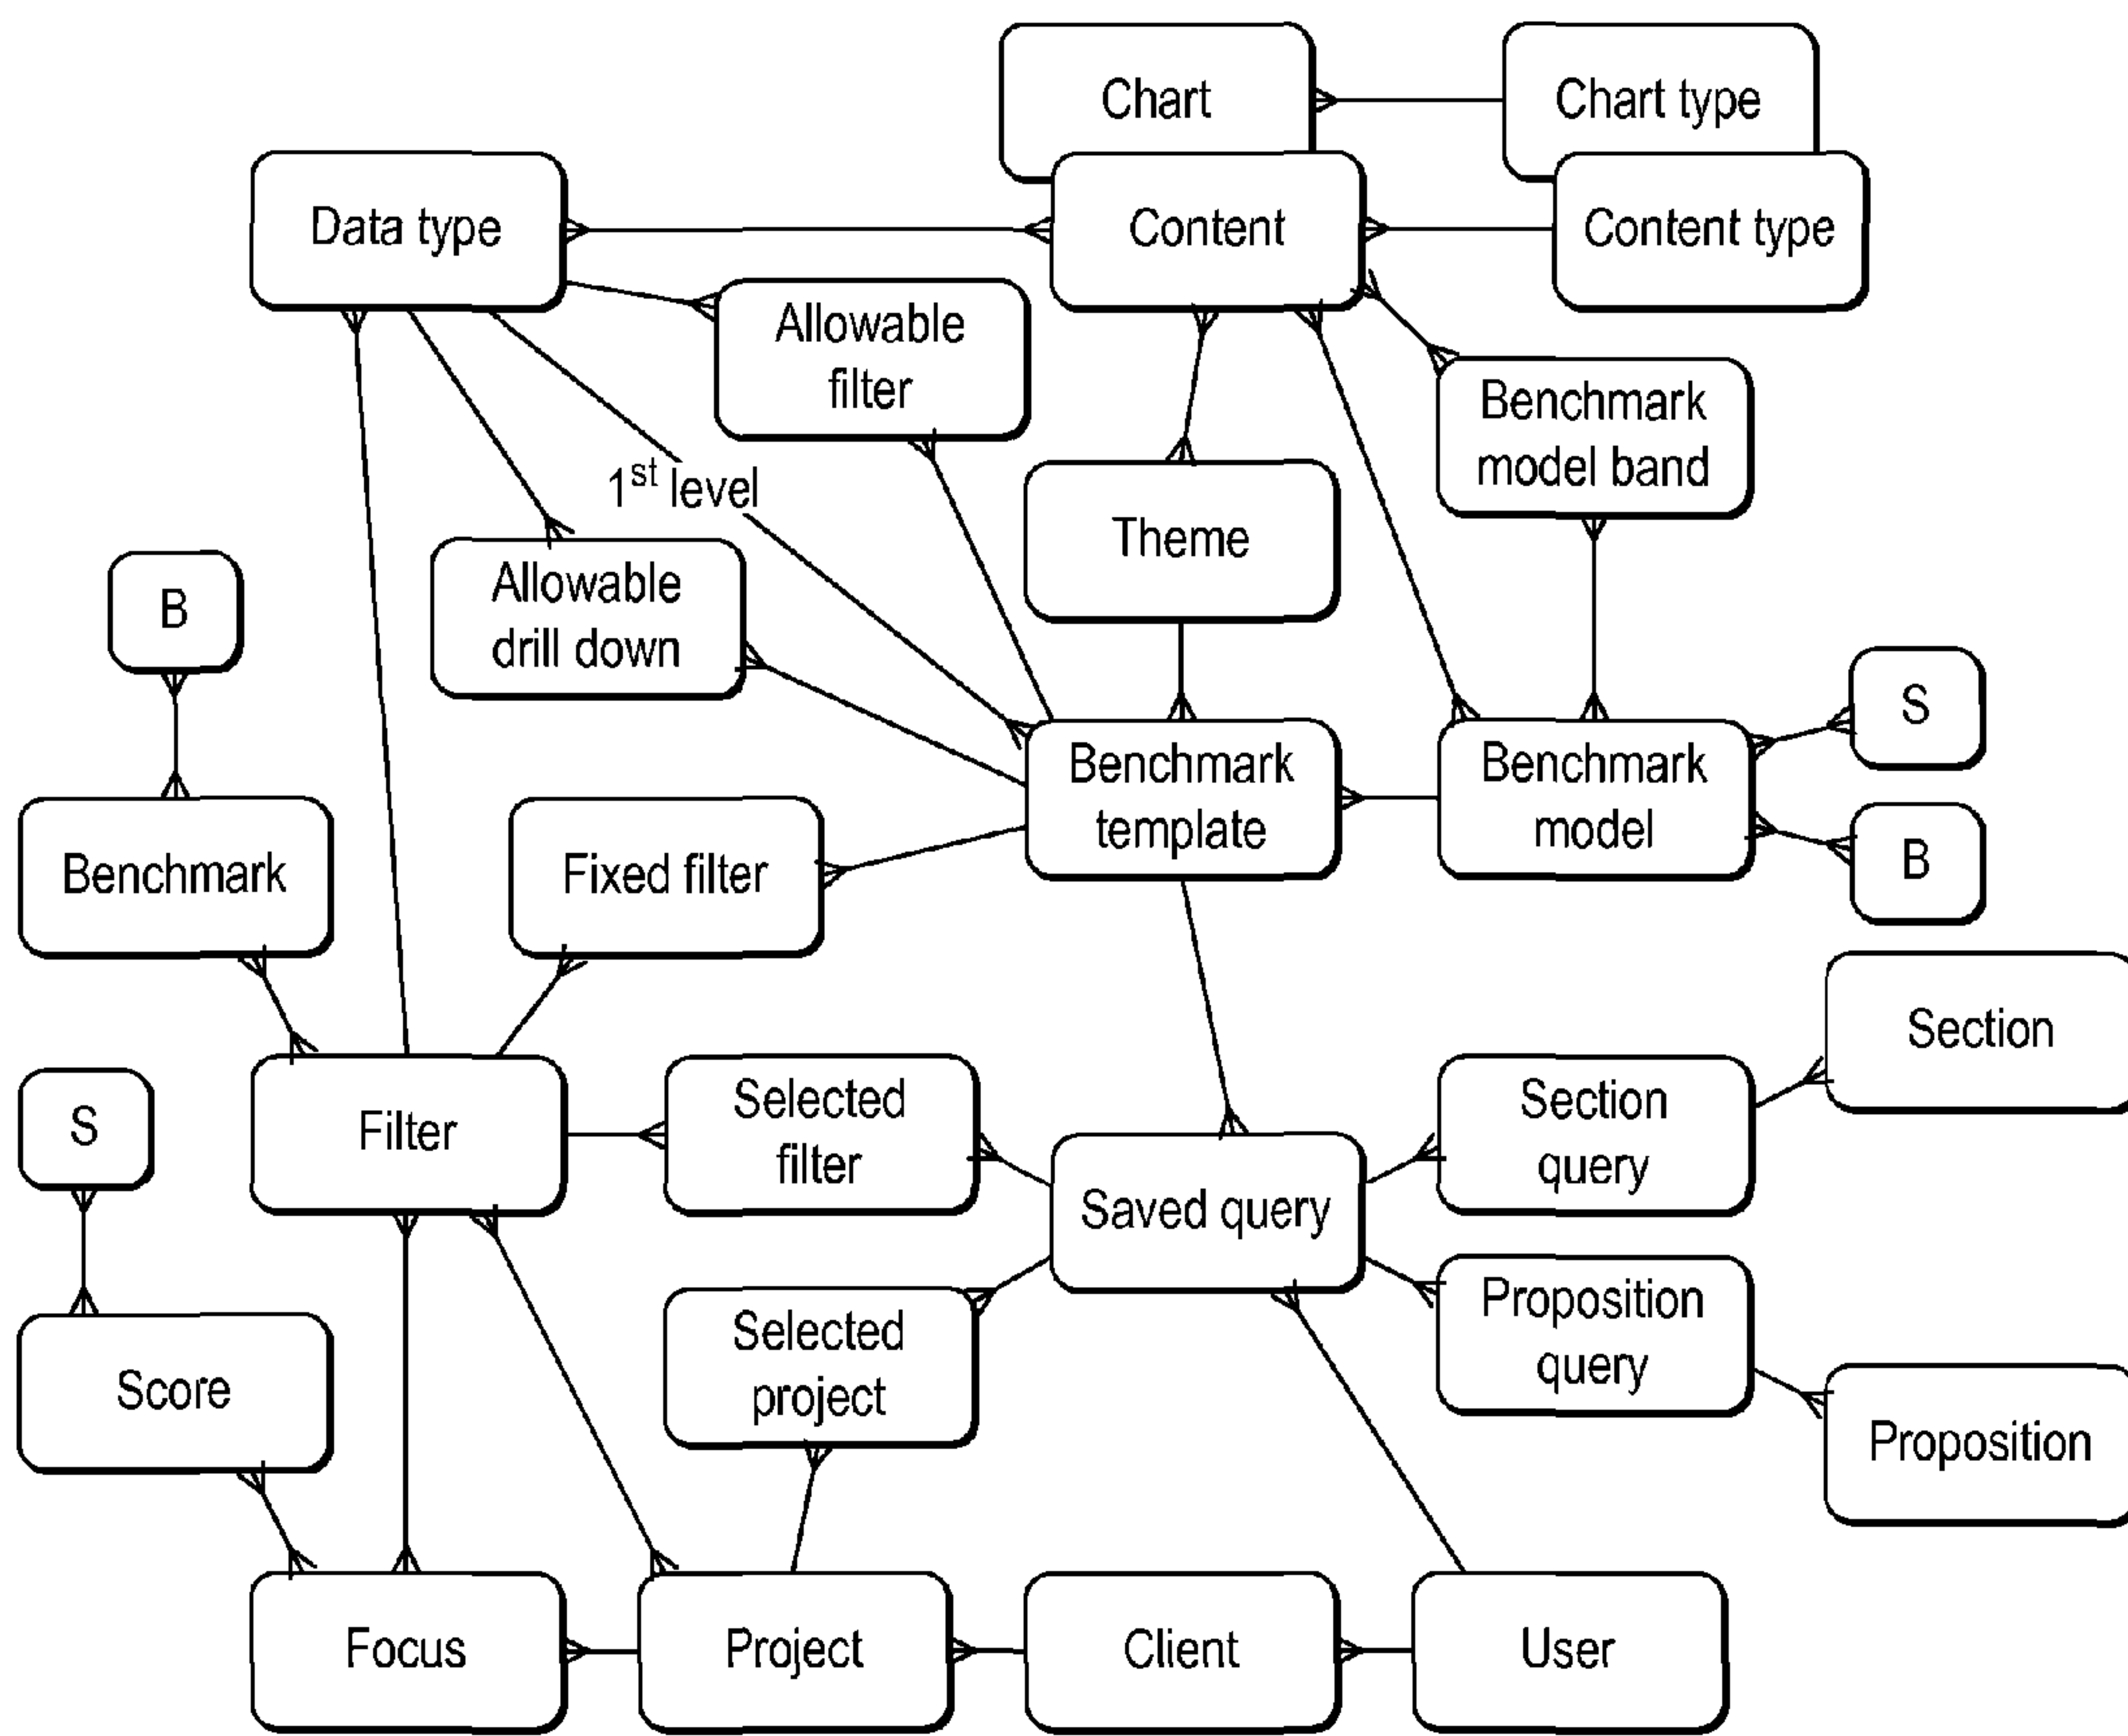 Chart
Chart type
Data type
Content
Content type
Allowable
filter
Benchmark
model band
1st level
Theme
Allowable
drill down
B
S
Benchmark
template
Benchmark
model
B
Benchmark
Fixed filter
Section
Selected
filter
Section
query
S
Filter
Saved query
Proposition
query
Selected
project
Score
Proposition
Focus
Project
Client
User